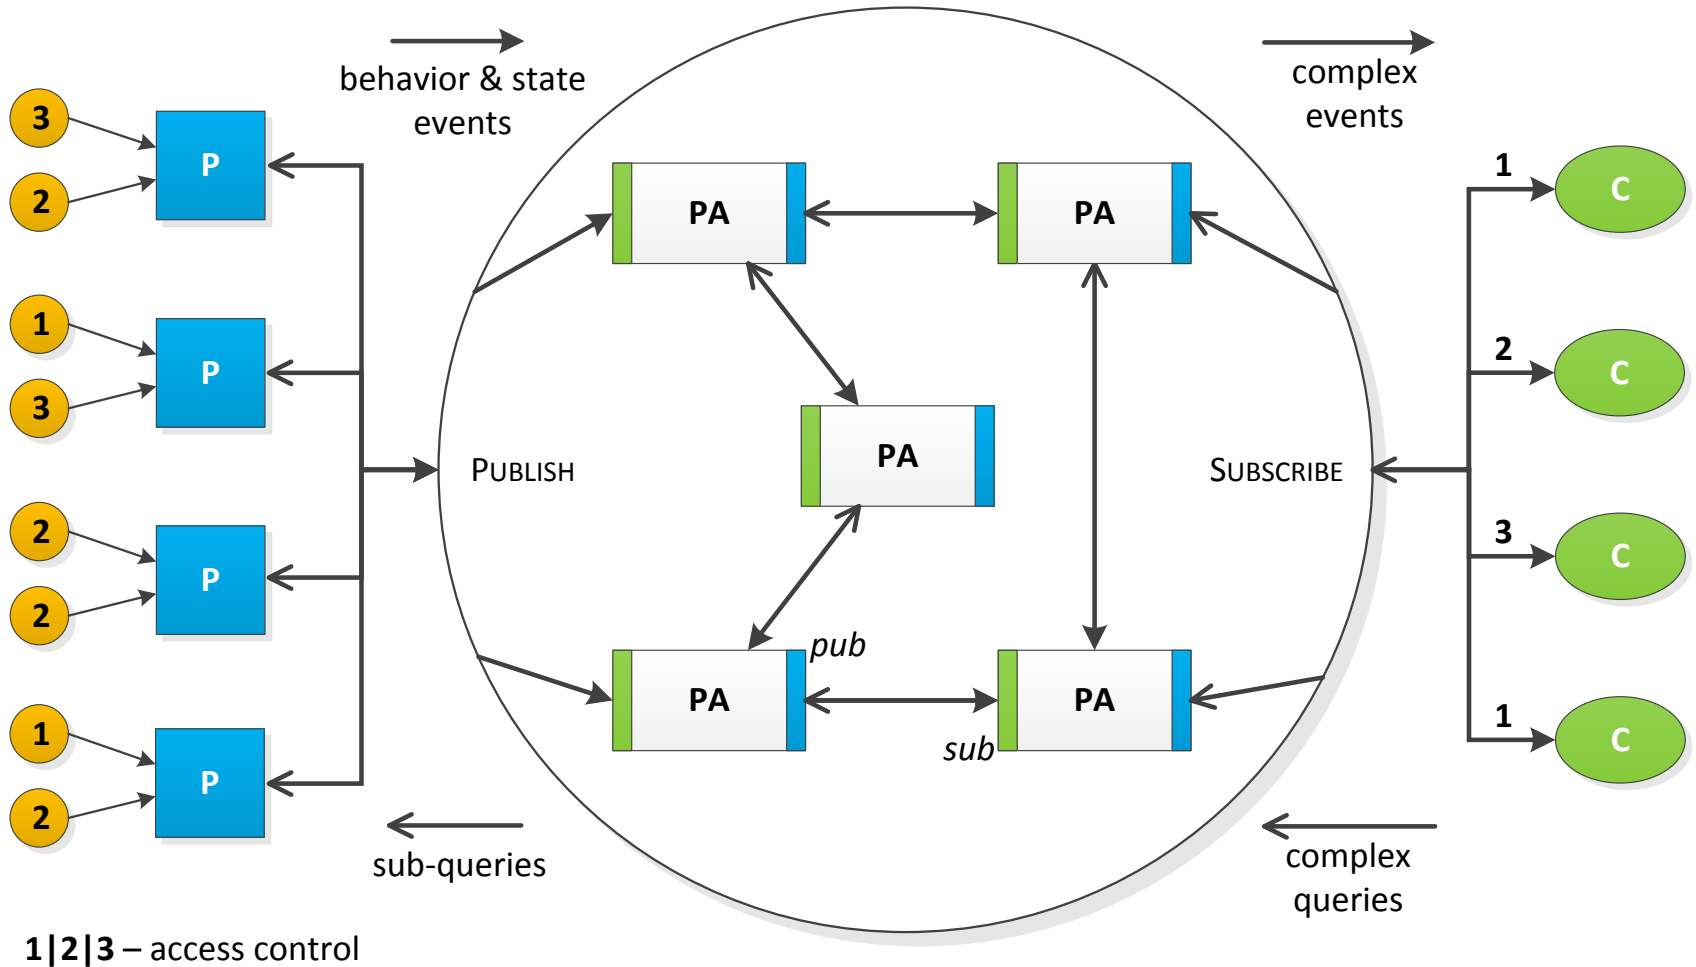 behavior & state
events
complex
events
3
2
P
1
3
P
2
2
P
1
2
P
PA
PA
PA
PA
PA
PUBLISH
SUBSCRIBE
pub
sub
1
C
2
C
3
C
1
C
sub-queries
complex
queries
1|2|3 – access control